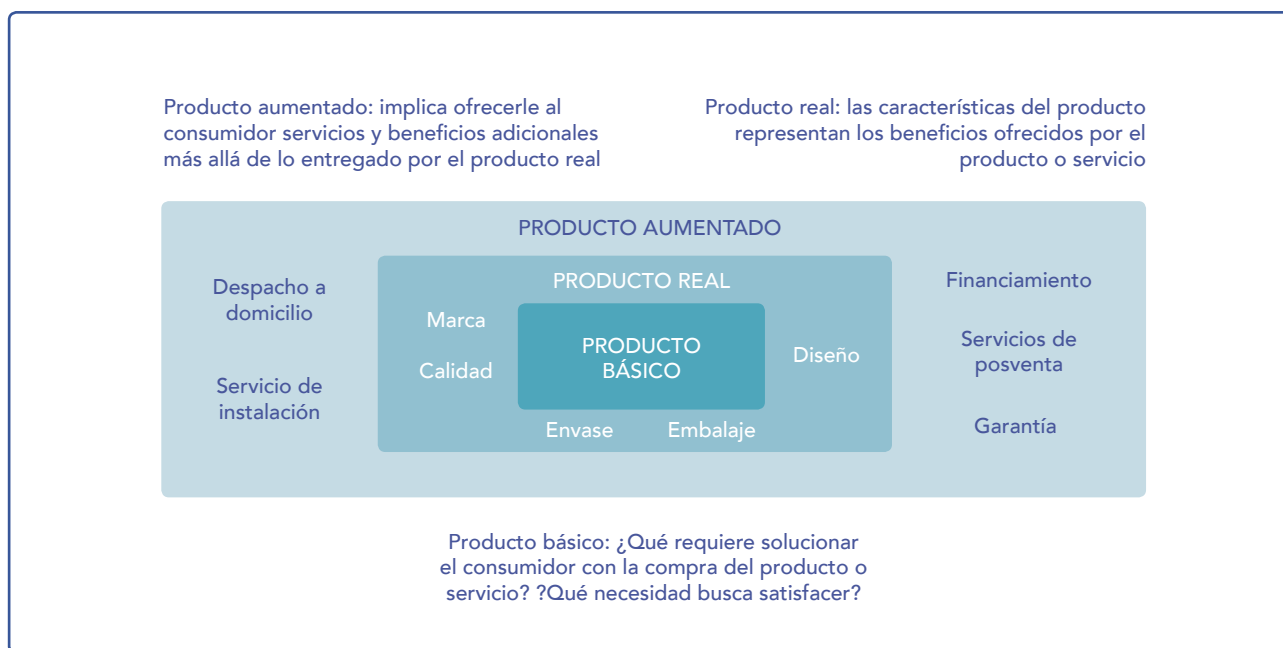 Producto aumentado: implica ofrecerle al
consumidor servicios y beneficios adicionales
más allá de lo entregado por el producto real
Producto real: las características del producto
representan los beneficios ofrecidos por el
producto o servicio
PRODUCTO AUMENTADO
Despacho a
domicilio
Servicio de
instalación
PRODUCTO REAL
Marca
Calidad
PRODUCTO
BÁSICO
Diseño
Envase
Embalaje
Financiamiento
Servicios de
posventa
Garantía
Producto básico: ¿Qué requiere solucionar
el consumidor con la compra del producto o
servicio? ?Qué necesidad busca satisfacer?